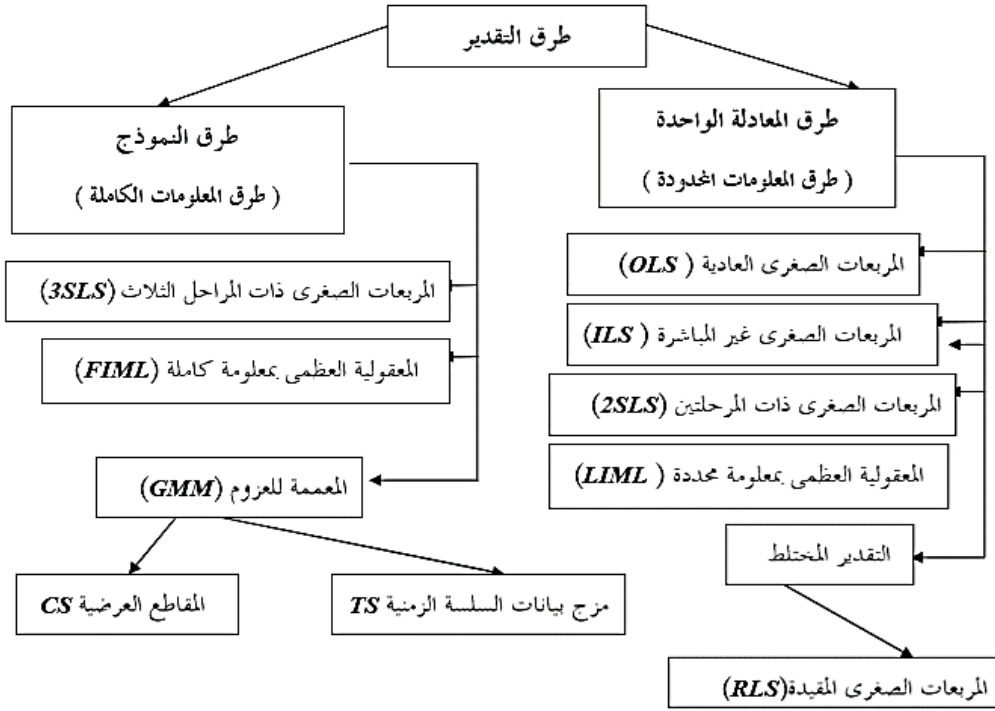 طرق التقدير
طرق المعادلة الواحدة
( طرق المعلومات المحدودة )
المربعات الصغرى العادية ( OLS)
المربعات الصغرى غير المباشرة ( ILS)
المربعات الصغرى ذات المرحلتين (2SLS)
المعقولية العظمى بمعلومة محددة ( LIML)
التقدير المختلط
المربعات الصغرى المقيدة(RLS)
طرق النموذج
( طرق المعلومات الكاملة )
المربعات الصغرى ذات المراحل الثلاث (3SLS)
المعقولية العظمى بمعلومة كاملة (FIML)
المعممة للعزوم (GMM)
مزج بيانات السلسة الزمنية TS
المقاطع العرضية CS